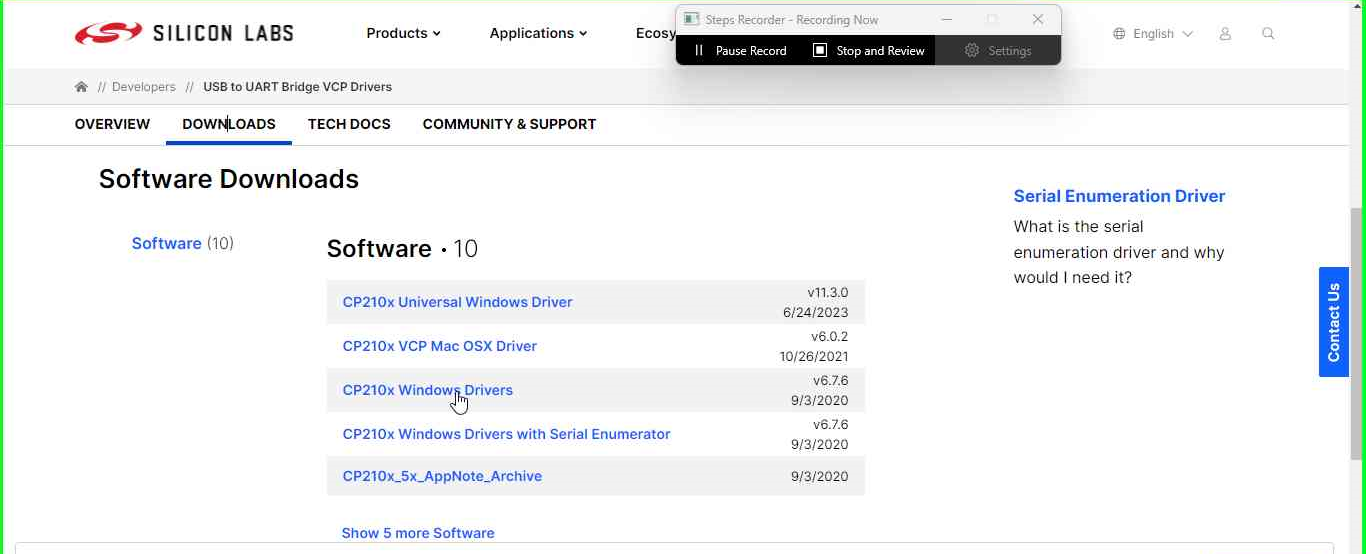 Steps Recorder - Recording Now
Pause Record
Stop and Review
Settings
SILICON LABS
Products
Applications
Ecosy
English
// Developers // USB to UART Bridge VCP Drivers
OVERVIEW
DOWNLOADS
TECH DOCS
COMMUNITY & SUPPORT
Software Downloads
Software (10)
Software · 10
CP210x Universal Windows Driver
v11.3.0
6/24/2023
CP210x VCP Mac OSX Driver
v6.0.2
10/26/2021
CP210x Windows Drivers
v6.7.6
9/3/2020
CP210x Windows Drivers with Serial Enumerator
v6.7.6
9/3/2020
CP210x_5x_AppNote_Archive
9/3/2020
Show 5 more Software
Serial Enumeration Driver
What is the serial
enumeration driver and why
would I need it?
Contact Us